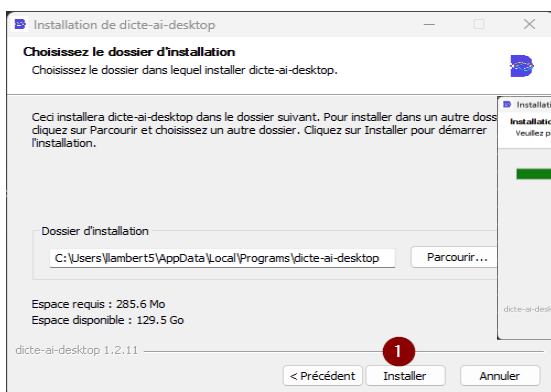 Installation de dicte-ai-desktop
Choisissez le dossier d'installation
Choisissez le dossier dans lequel installer dicte-ai-desktop.
Ceci installera dicte-ai-desktop dans le dossier suivant. Pour installer dans un autre doss
cliquez sur Parcourir et choisissez un autre dossier. Cliquez sur Installer pour démarrer
l'installation.
Installati
Installatio
Veuillez p
Dossier d'installation
C:\Users\llambert5\AppData\Local\Programs\dicte-ai-desktop
Parcourir...
Espace requis : 285.6 Mo
Espace disponible : 129.5 Go
dicte-ai-desk
dicte-ai-desktop 1.2.11
1
< Précédent
Installer
Annuler